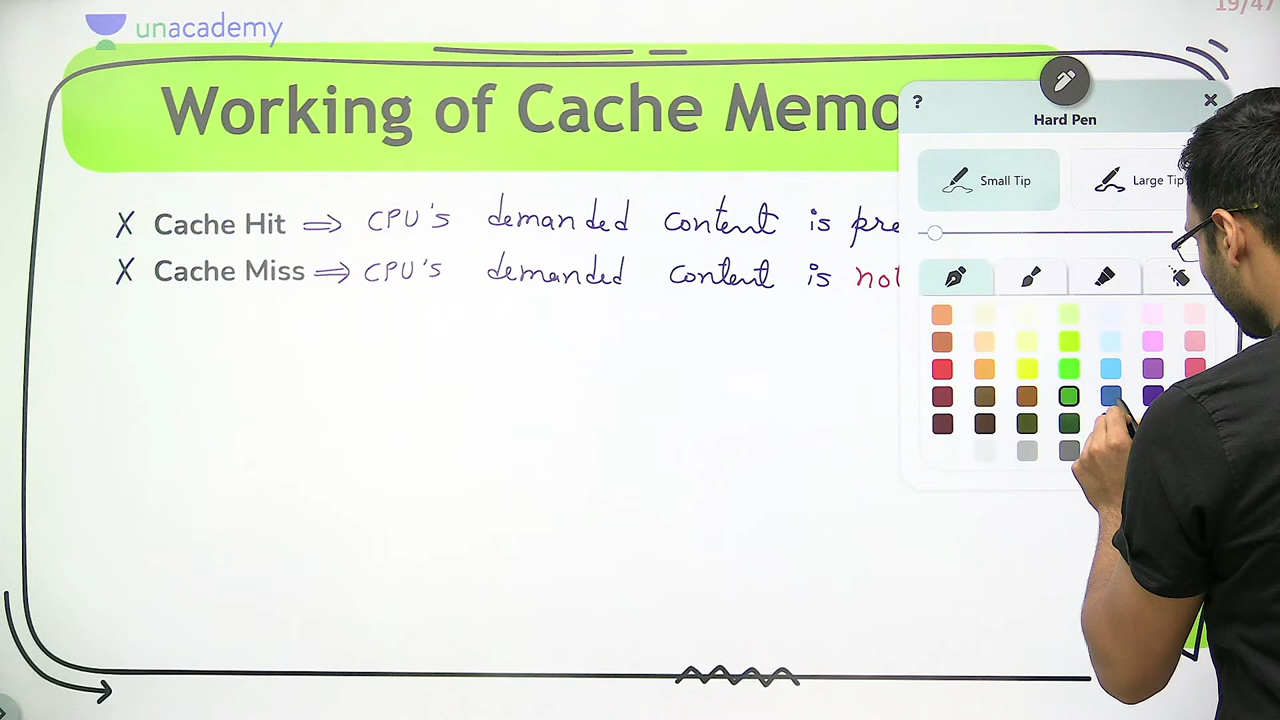 19/47
unacademy
Working of Cache Memo
?
Hard Pen
Small Tip
Large Tip
X Cache Hit ⇒ CPU's demanded content is pre
X Cache Miss ⇒ CPU's demanded content is not